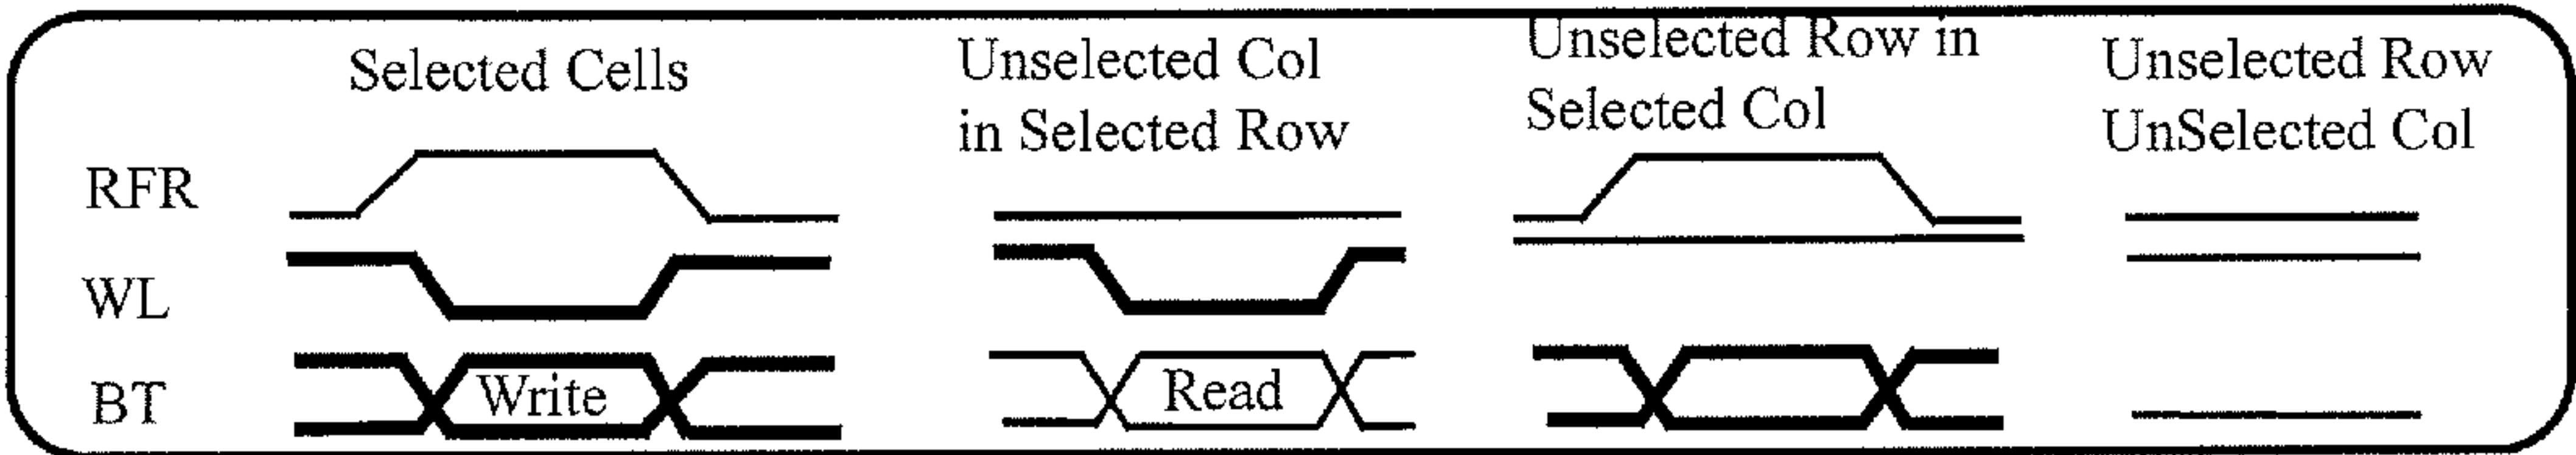 Selected Cells
Unselected Col
in Selected Row
Unselected Row in
Selected Col
Unselected Row
UnSelected Col
RFR
WL
BT
Write
Read